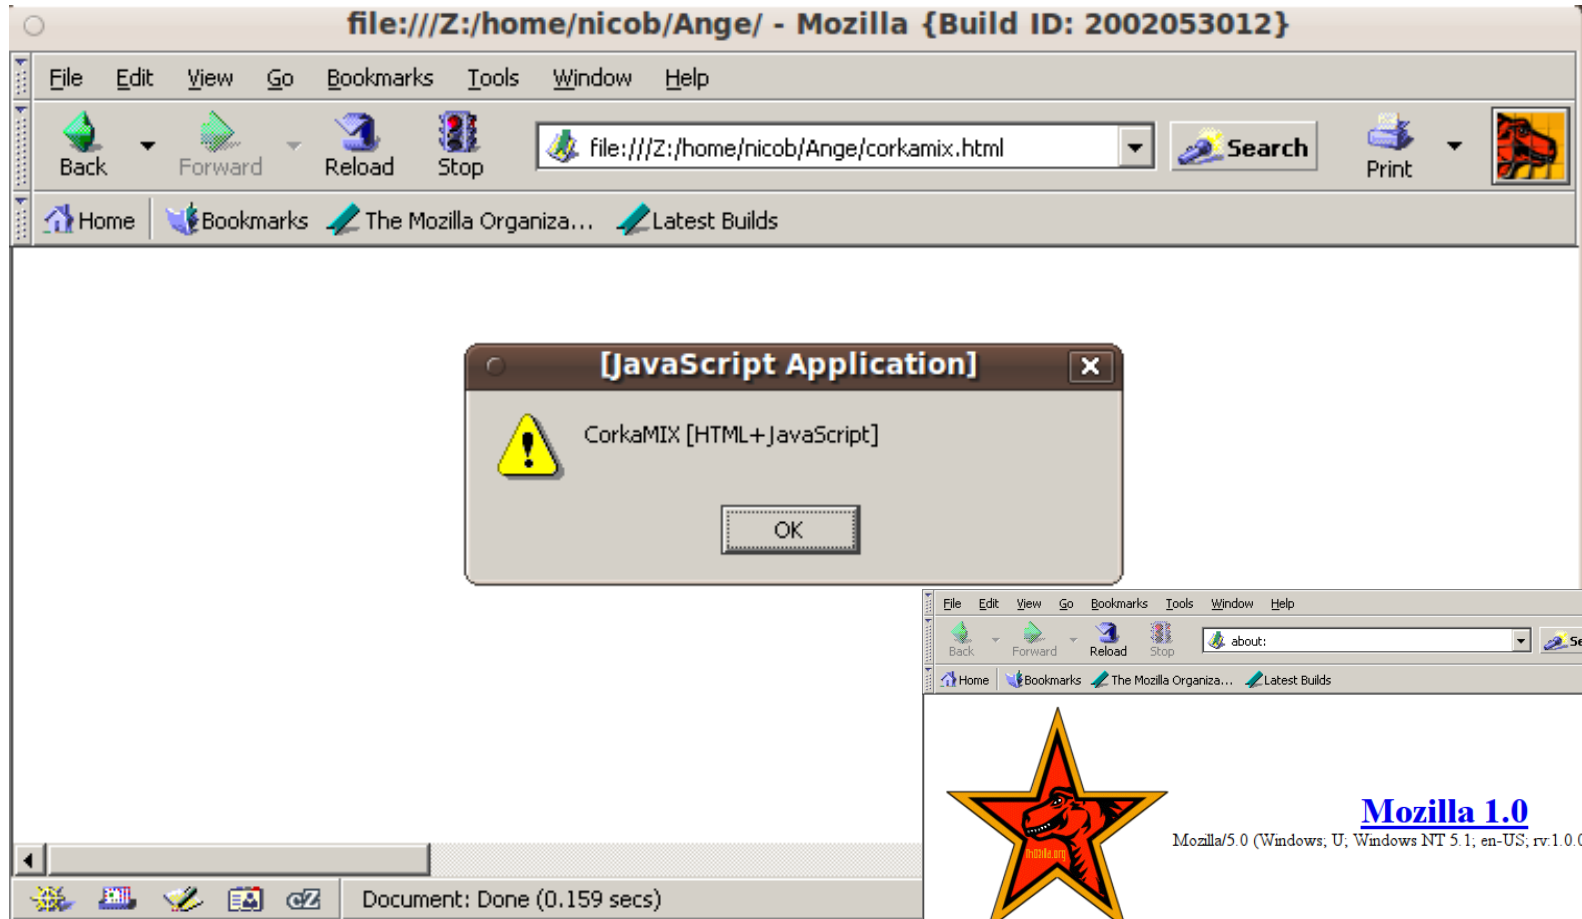 file:///Z:/home/nicob/Ange/ - Mozilla {Build ID: 2002053012}
File Edit View Go Bookmarks Tools Window Help
Back Forward Reload Stop file:///Z:/home/nicob/Ange/corkamix.html Search Print
Home Bookmarks The Mozilla Organiza... Latest Builds
[JavaScript Application]
CorkaMIX [HTML+JavaScript]
OK
File Edit View Go Bookmarks Tools Window Help
Back Forward Reload Stop about: Se
Home Bookmarks The Mozilla Organiza... Latest Builds
Mozilla 1.0
Mozilla/5.0 (Windows; U; Windows NT 5.1; en-US; rv:1.0.0
Document: Done (0.159 secs)